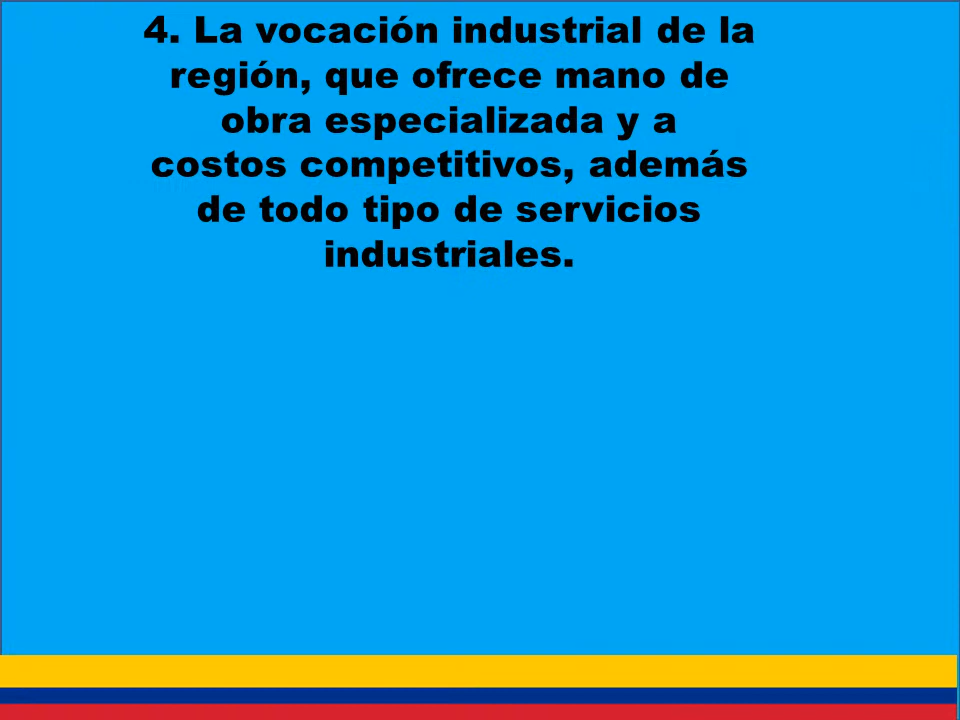 4. La vocación industrial de la
región, que ofrece mano de
obra especializada y a
costos competitivos, además
de todo tipo de servicios
industriales.